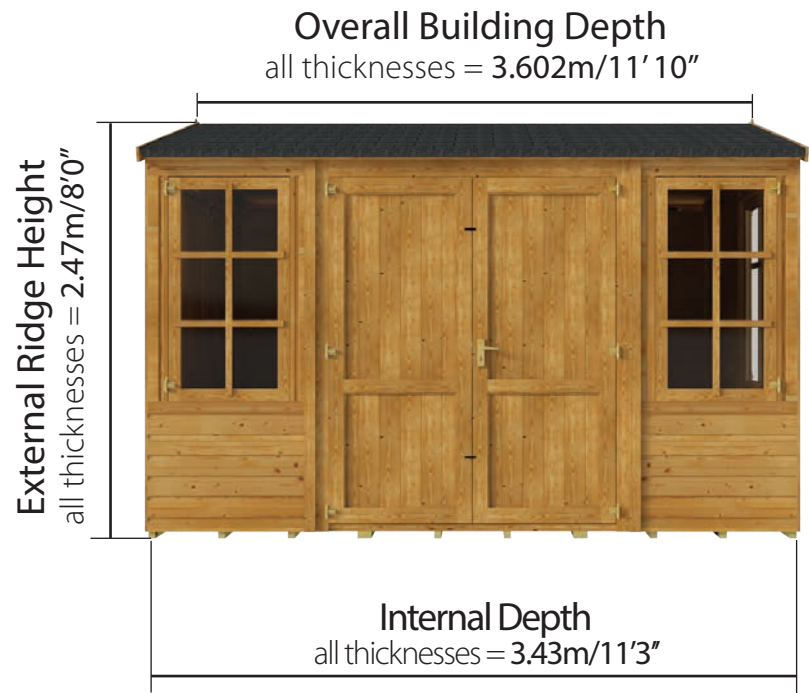 Overall Building Depth
all thicknesses = 3.602m/11' 10"
External Ridge Height
all thicknesses = 2.47m/8'0"
Internal Depth
all thicknesses = 3.43m/11'3"